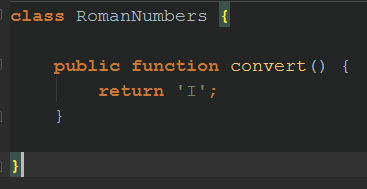 class RomanNumbers {
    public function convert() {
        return 'I';
    }
}